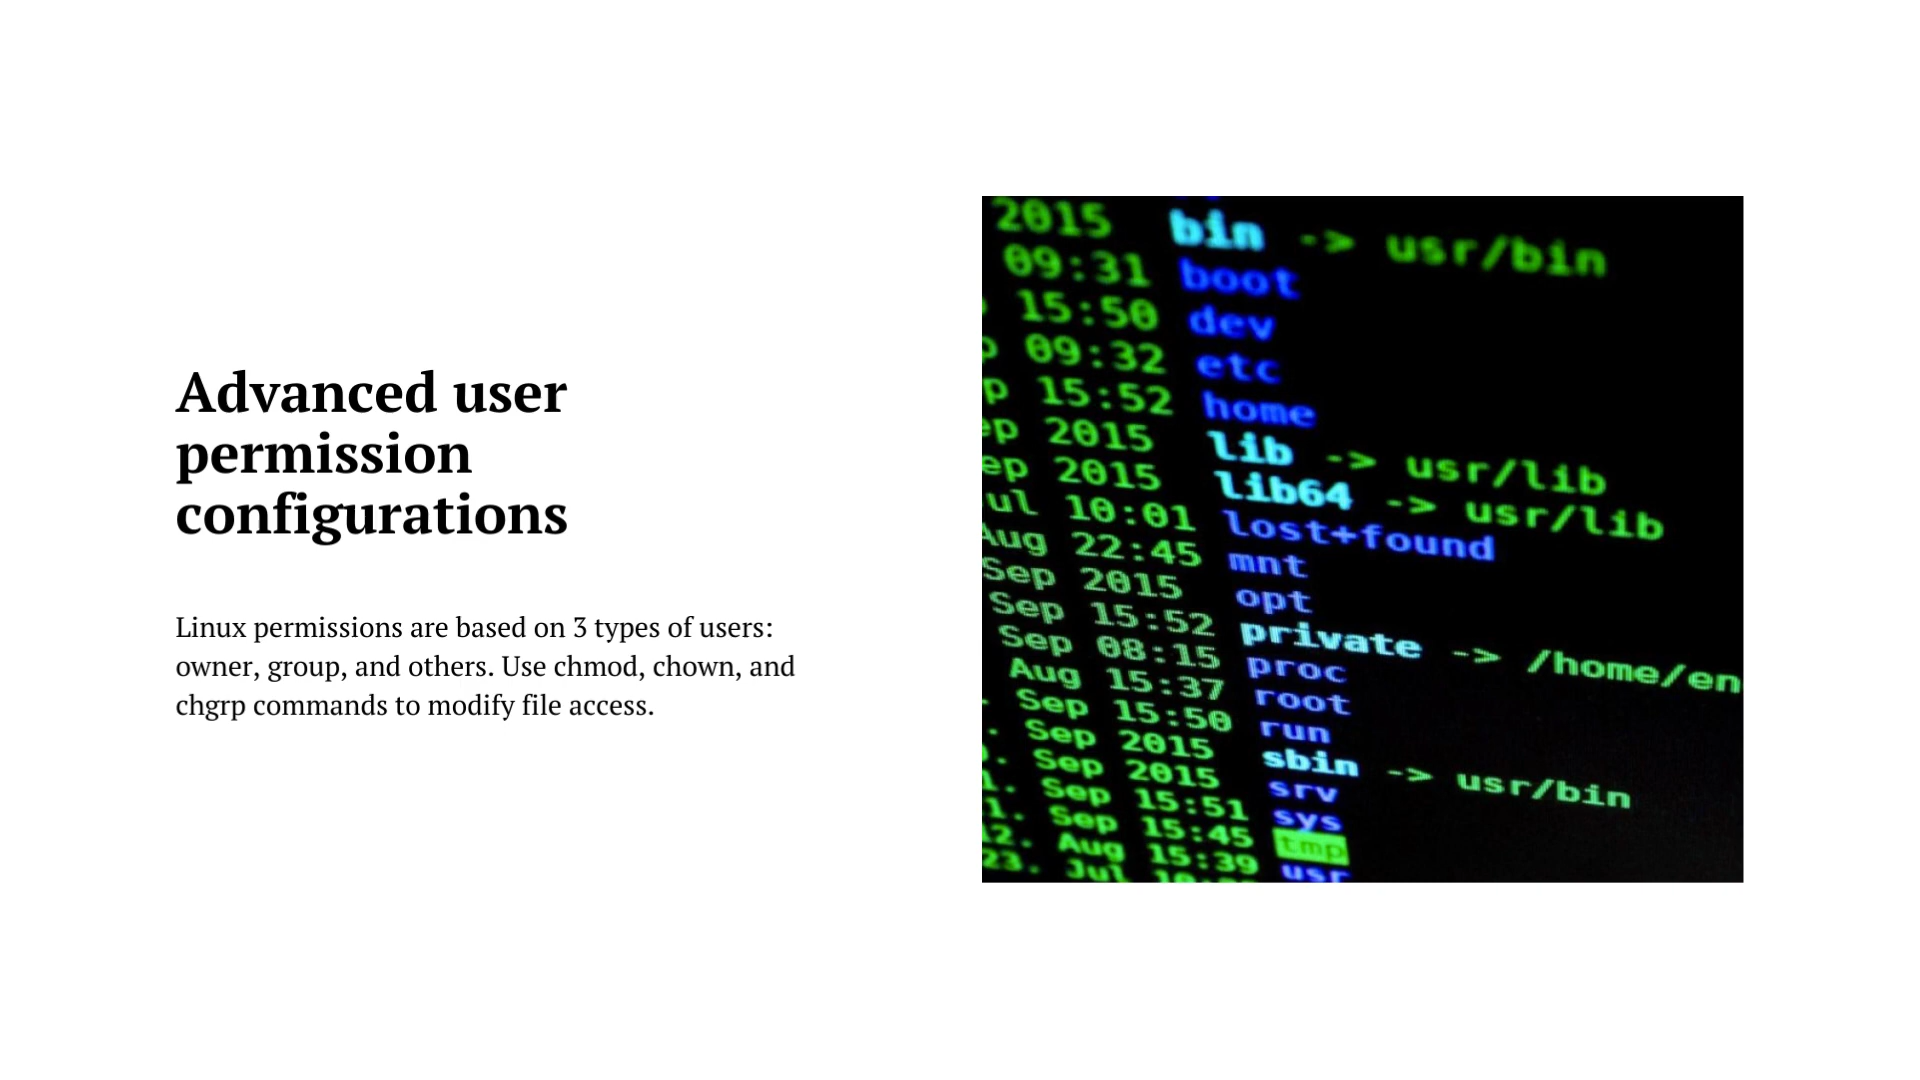 Advanced user
permission
configurations
Linux permissions are based on 3 types of users:
owner, group, and others. Use chmod, chown, and
chgrp commands to modify file access.
2015 bin -> usr/bin
09:31 boot
15:50 dev
09:32 etc
15:52 home
2015 lib -> usr/lib
2015 lib64 -> usr/lib
10:01 lost+found
Aug 22:45 mnt
Sep 2015 opt
Sep 15:52 private -> /home/en
Sep 08:15 proc
Aug 15:37 root
Sep 15:50 run
Sep 2015 sbin -> usr/bin
Sep 2015 srv
Sep 15:51 sys
Sep 15:45 tmp
12. Aug 15:39 usr
23. Jul